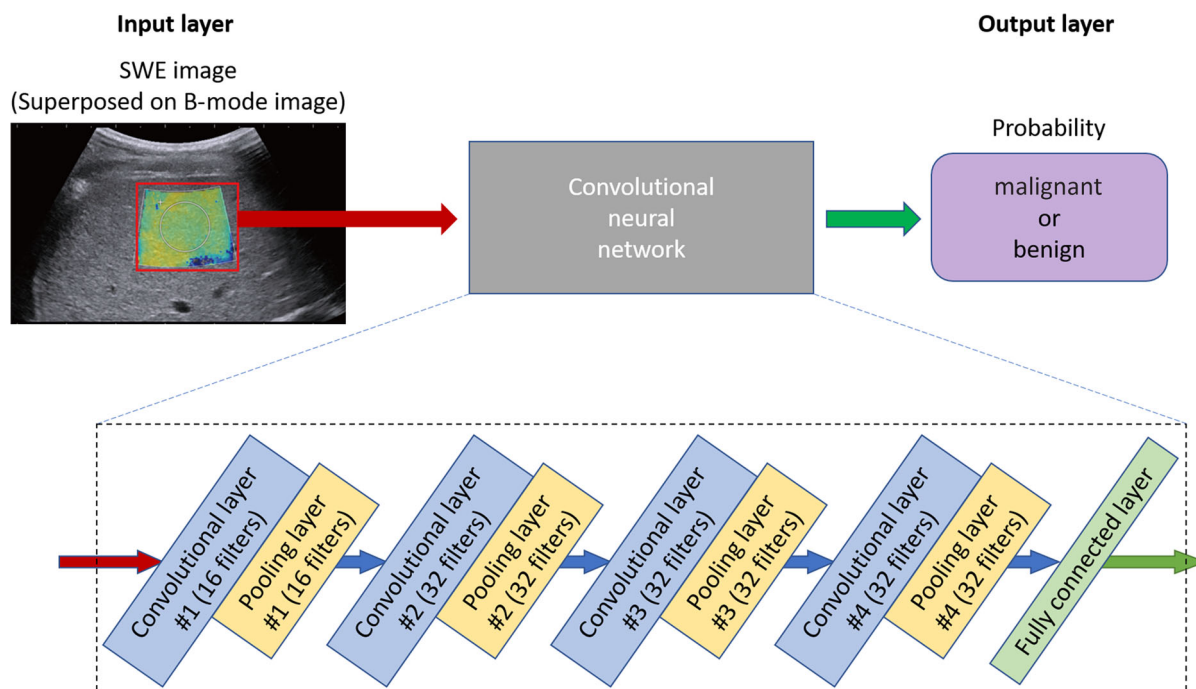 Input layer
Output layer
SWE image
(Superposed on B-mode image)
Convolutional
neural
network
Probability
malignant
or
benign
Convolutional layer
#1 (16 filters)
Pooling layer
#1 (16 filters)
Convolutional layer
#2 (32 filters)
Pooling layer
#2 (32 filters)
Convolutional layer
#3 (32 filters)
Pooling layer
#3 (32 filters)
Convolutional layer
#4 (32 filters)
Pooling layer
#4 (32 filters)
Fully connected layer